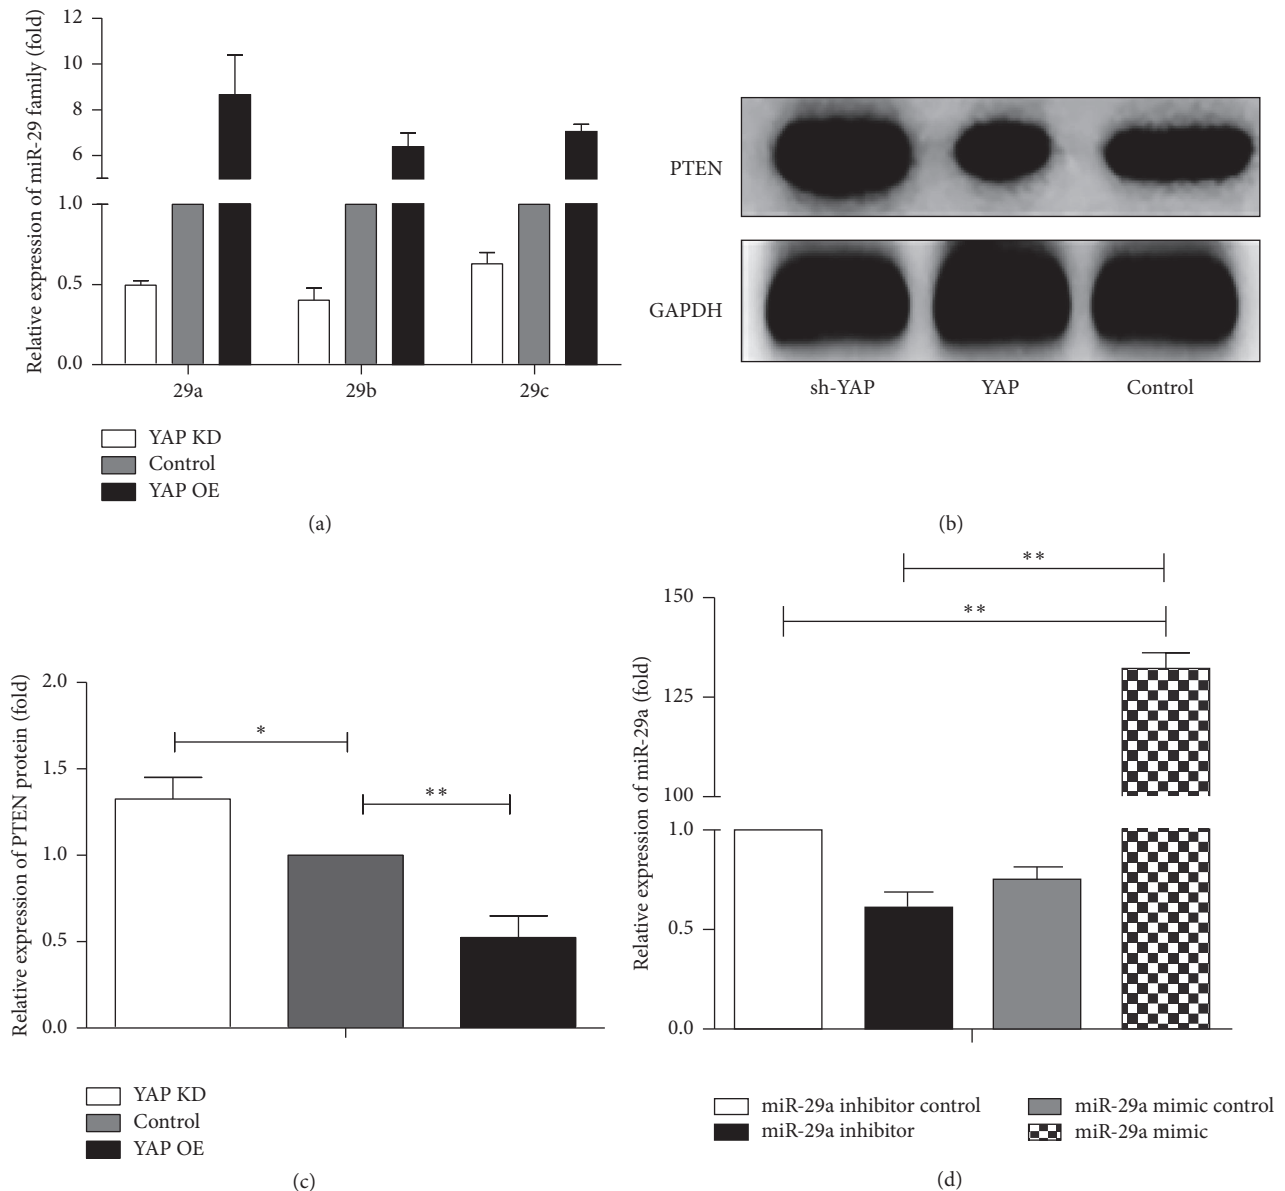 Relative expression of miR-29 family (fold)
12
10
8
6
1.0
0.5
0.0
29a 29b 29c
YAP KD
Control
YAP OE
(a)
PTEN
GAPDH
sh-YAP YAP Control
(b)
Relative expression of PTEN protein (fold)
2.0
1.5
1.0
0.5
0.0
*
**
YAP KD
Control
YAP OE
(c)
Relative expression of miR-29a (fold)
150
125
100
1.0
0.5
0.0
**
**
miR-29a inhibitor control
miR-29a inhibitor
miR-29a mimic control
miR-29a mimic
(d)